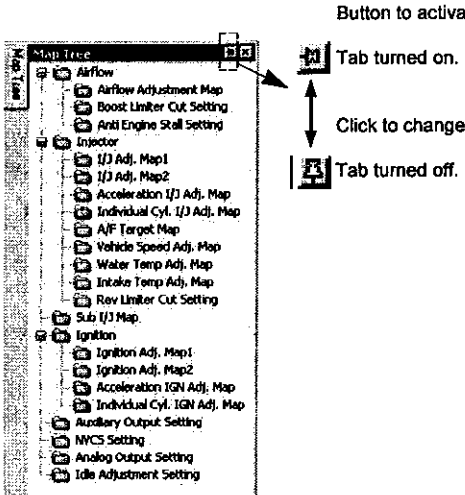 Button to activa
Map Tree
Map Tree
Tab turned on.
Click to change
Tab turned off.
Airflow
Airflow Adjustment Map
Boost Limiter Cut Setting
Anti Engine Stall Setting
Injector
I/J Adj. Map1
I/J Adj. Map2
Acceleration I/J Adj. Map
Individual Cyl. I/J Adj. Map
A/F Target Map
Vehicle Speed Adj. Map
Water Temp Adj. Map
Intake Temp Adj. Map
Rev Limiter Cut Setting
Sub I/J Map
Ignition
Ignition Adj. Map1
Ignition Adj. Map2
Acceleration IGN Adj. Map
Individual Cyl. IGN Adj. Map
Auxiliary Output Setting
NVCS Setting
Analog Output Setting
Idle Adjustment Setting